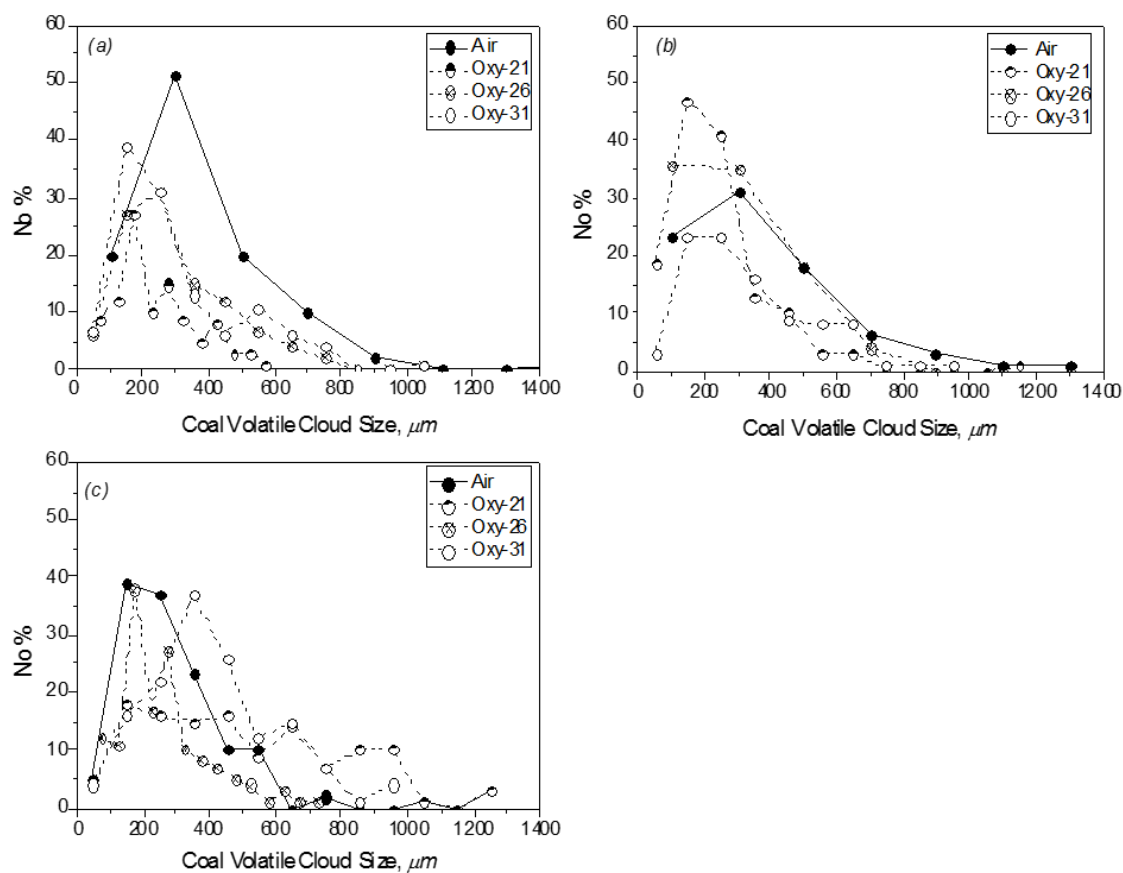 (a)
Air
Oxy-21
Oxy-26
Oxy-31
Nb %
60
50
40
30
20
10
0
0 200 400 600 800 1000 1200 1400
Coal Volatile Cloud Size, μm
(b)
Air
Oxy-21
Oxy-26
Oxy-31
No %
60
50
40
30
20
10
0
0 200 400 600 800 1000 1200 1400
Coal Volatile Cloud Size, μm
(c)
Air
Oxy-21
Oxy-26
Oxy-31
No %
60
50
40
30
20
10
0
0 200 400 600 800 1000 1200 1400
Coal Volatile Cloud Size, μm